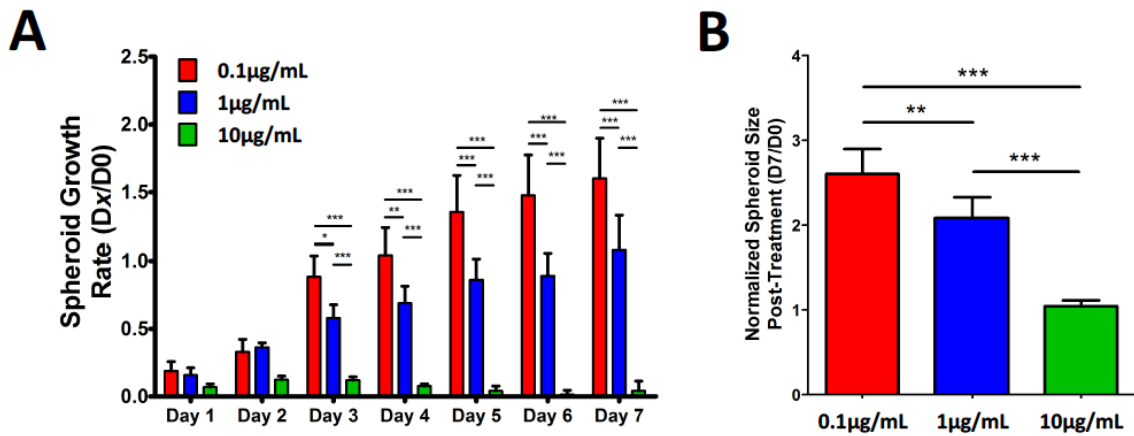 A
Spheroid Growth
Rate (Dx/D0)
2.5
2.0
1.5
1.0
0.5
0.0
0.1µg/mL
1µg/mL
10µg/mL
***
*
***
***
**
***
***
***
***
***
***
***
***
***
***
Day 1
Day 2
Day 3
Day 4
Day 5
Day 6
Day 7
B
Normalized Spheroid Size
Post-Treatment (D7/D0)
4
3
2
1
0
***
**
***
0.1µg/mL
1µg/mL
10µg/mL